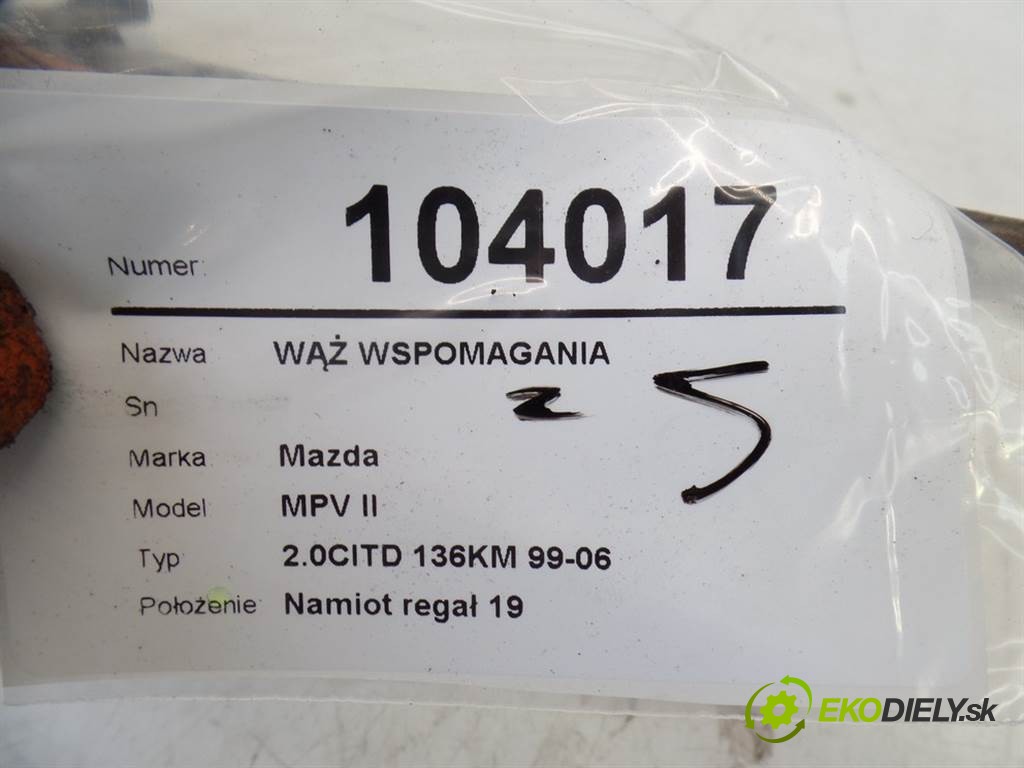 Numer: 104017
Nazwa WĄŻ WSPOMAGANIA
Sn
z 5
Marka Mazda
Model MPV II
Typ 2.0CITD 136KM 99-06
Położenie Namiot regał 19
EKODIELY.sk